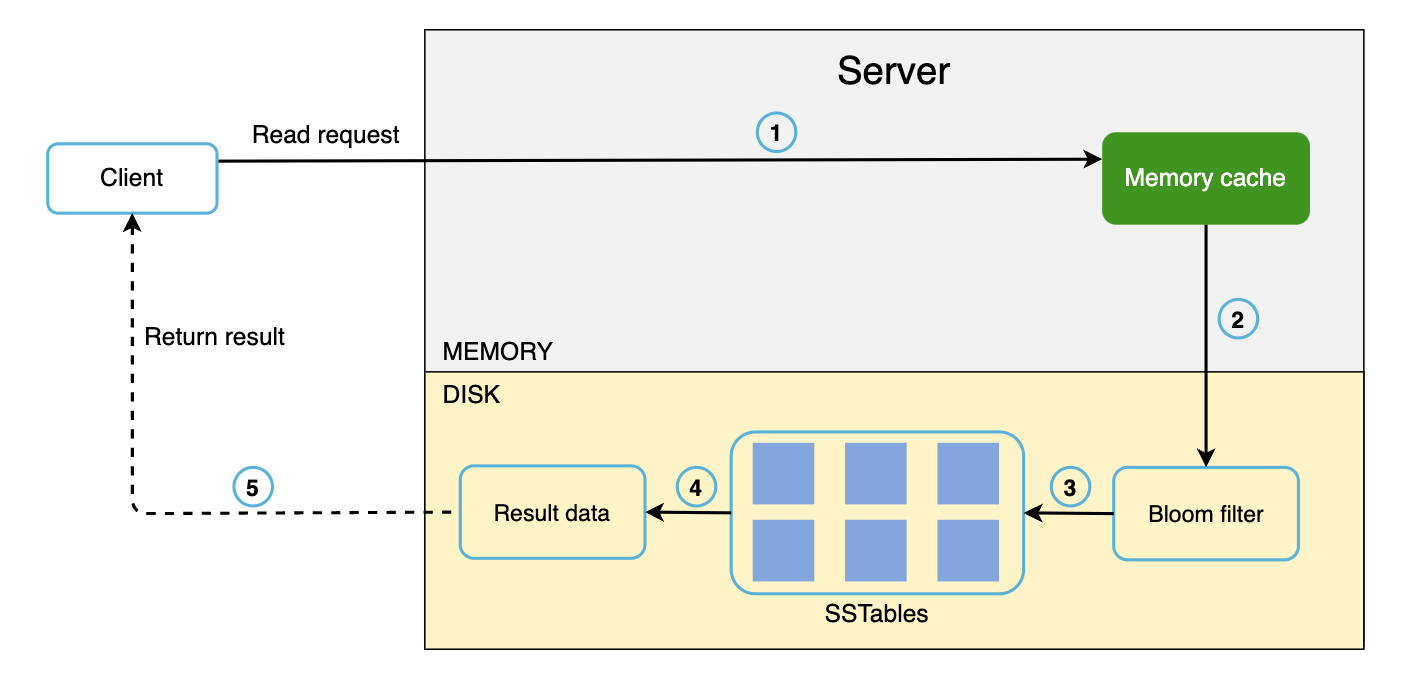 Server
Read request
1
Client
Memory cache
2
Return result
MEMORY
DISK
5
Result data
4
3
Bloom filter
SSTables